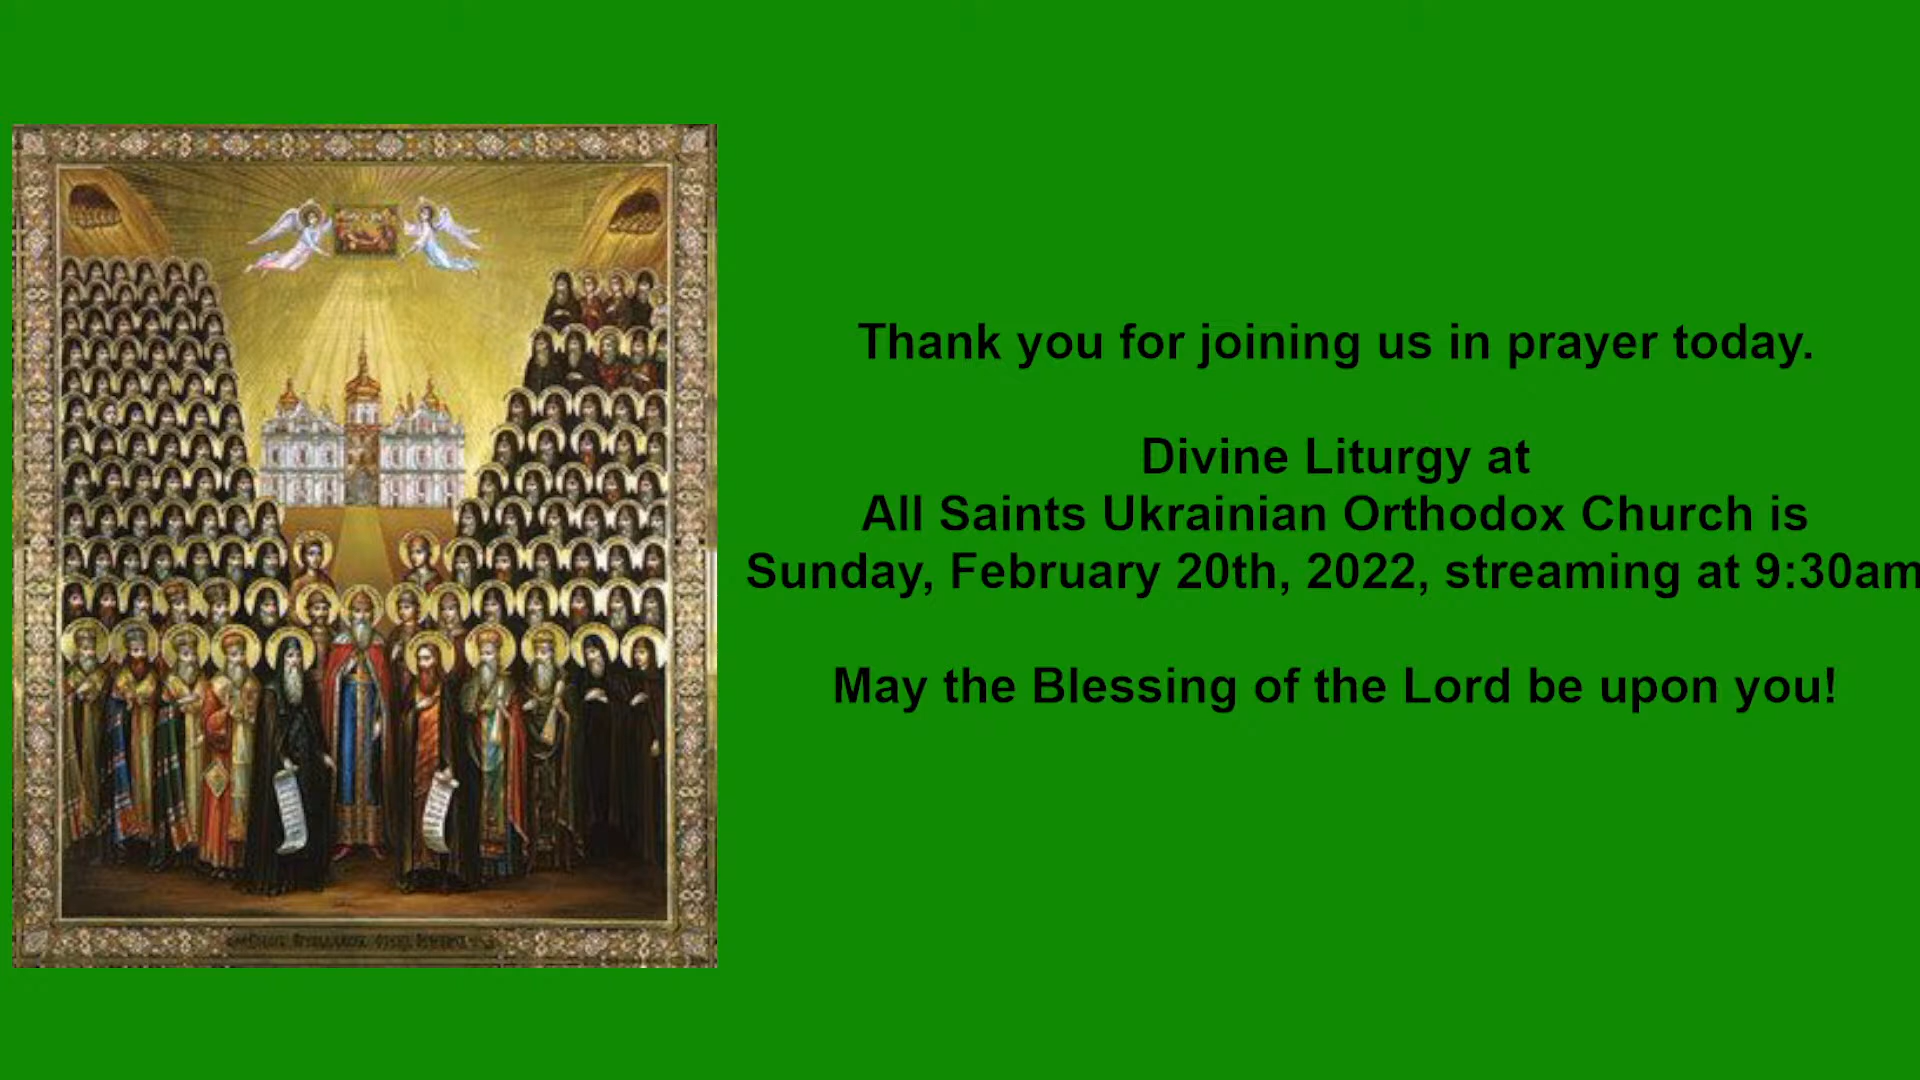 Thank you for joining us in prayer today.
Divine Liturgy at
All Saints Ukrainian Orthodox Church is
Sunday, February 20th, 2022, streaming at 9:30am
May the Blessing of the Lord be upon you!